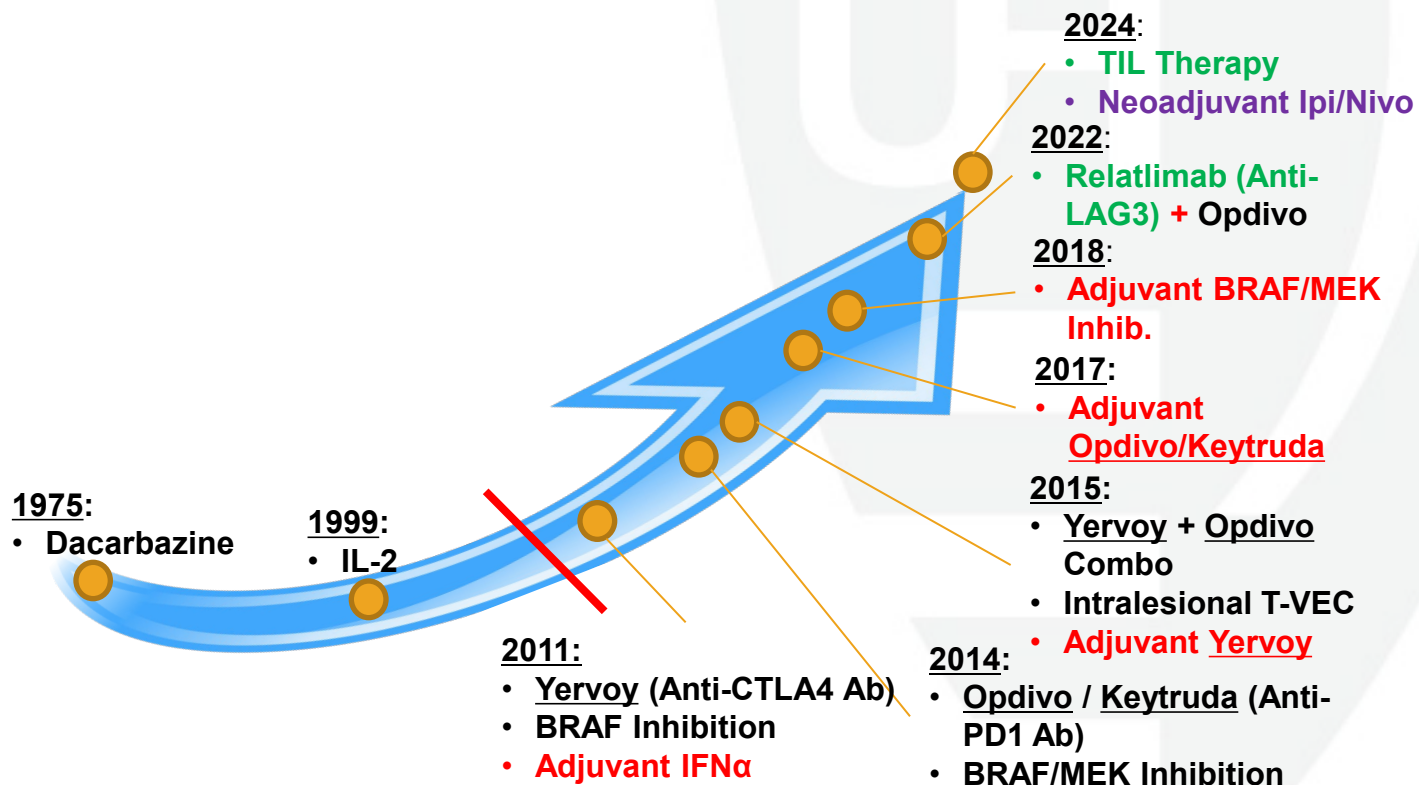 1975:
• Dacarbazine
1999:
• IL-2
2011:
• Yervoy (Anti-CTLA4 Ab)
• BRAF Inhibition
• Adjuvant IFNα
2014:
• Opdivo / Keytruda (Anti-
PD1 Ab)
• BRAF/MEK Inhibition
2015:
• Yervoy + Opdivo
Combo
• Intralesional T-VEC
• Adjuvant Yervoy
2017:
• Adjuvant
Opdivo/Keytruda
2018:
• Adjuvant BRAF/MEK
Inhib.
2022:
• Relatlimab (Anti-
LAG3) + Opdivo
2024:
• TIL Therapy
• Neoadjuvant Ipi/Nivo